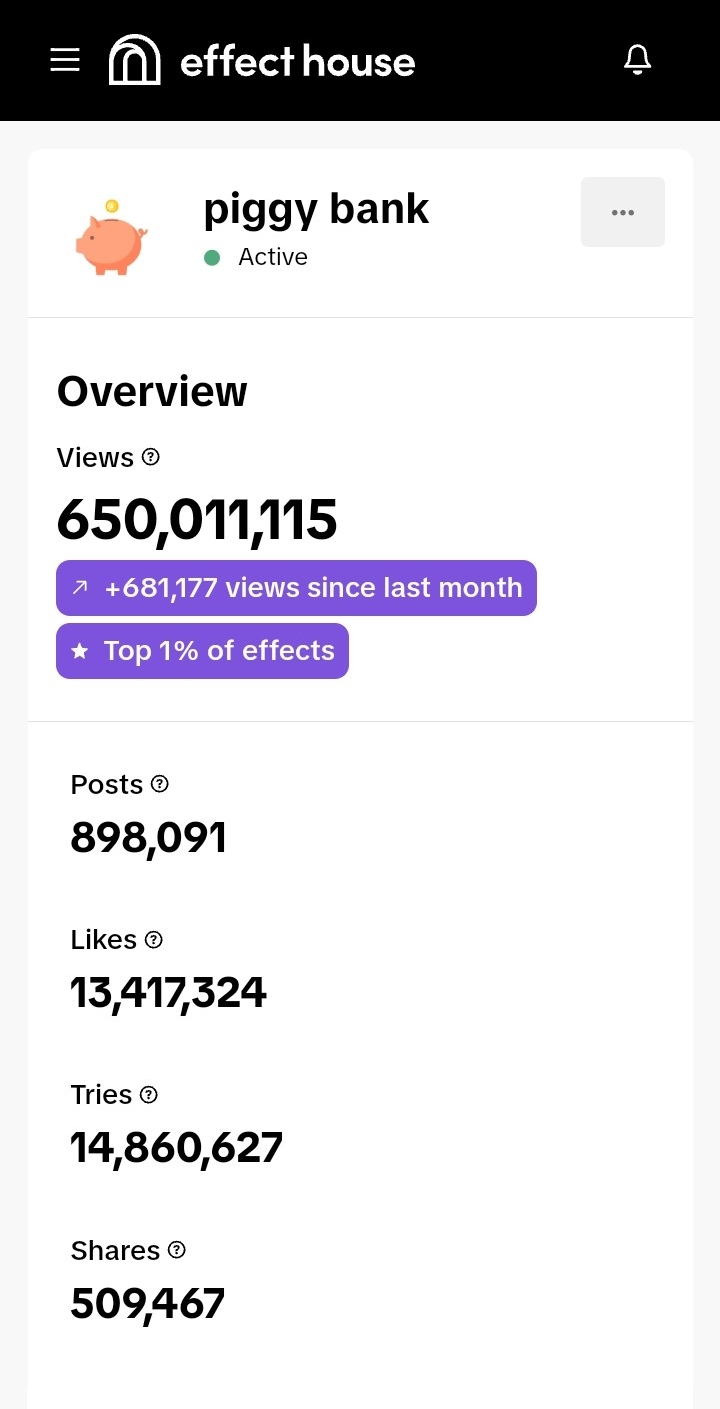 effect house
piggy bank
Active
Overview
Views
650,011,115
+681,177 views since last month
Top 1% of effects
Posts
898,091
Likes
13,417,324
Tries
14,860,627
Shares
509,467